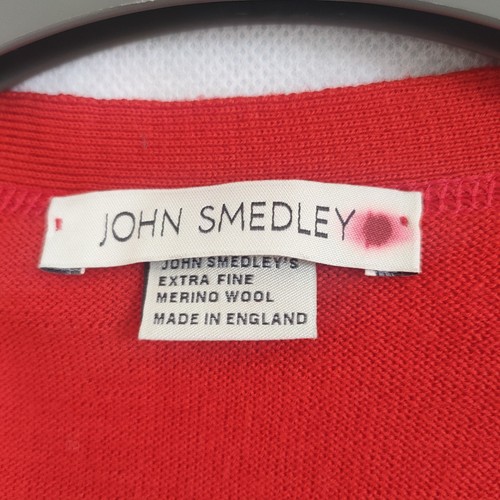 JOHN SMEDLEY
JOHN SMEDLEY'S
EXTRA FINE
MERINO WOOL
MADE IN ENGLAND